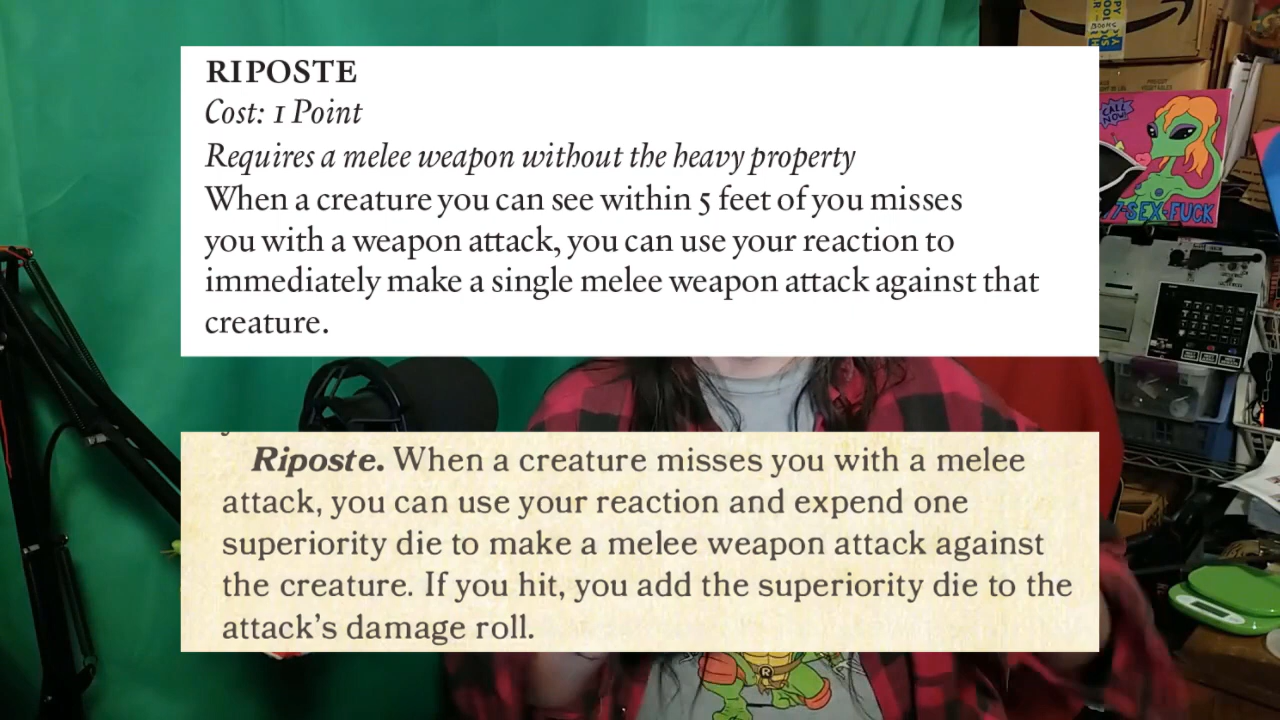 RIPOSTE
Cost: 1 Point
Requires a melee weapon without the heavy property
When a creature you can see within 5 feet of you misses
you with a weapon attack, you can use your reaction to
immediately make a single melee weapon attack against that
creature.
Riposte. When a creature misses you with a melee
attack, you can use your reaction and expend one
superiority die to make a melee weapon attack against
the creature. If you hit, you add the superiority die to the
attack's damage roll.
BOOKS
CALL
NOW!
SEX-FUCK
R